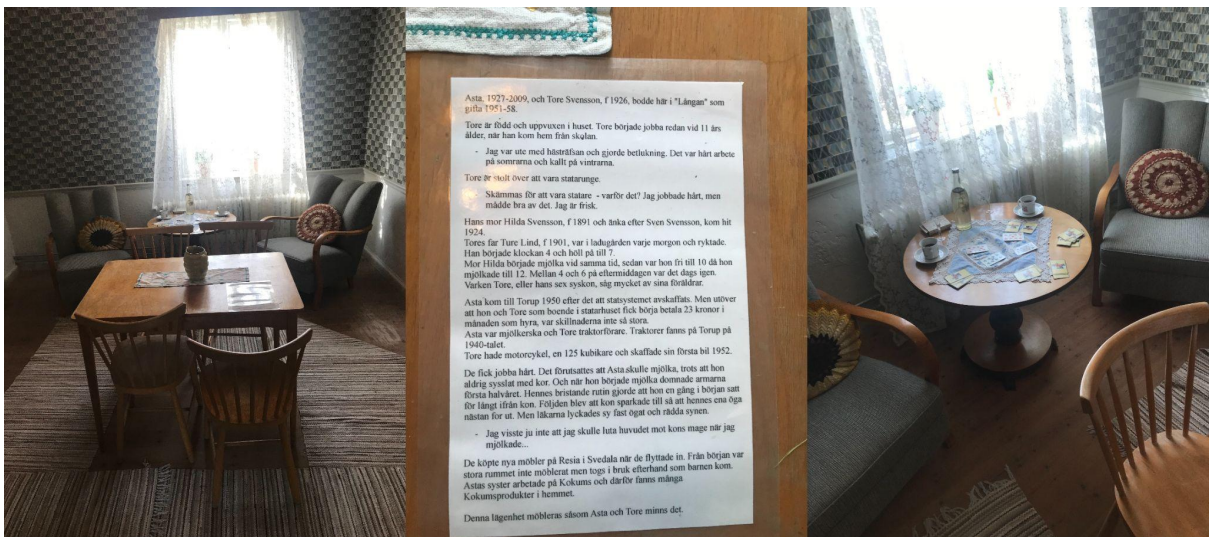 Asta, 1927-2009, och Tore Svensson, f 1926, bodde här i "Längan" som
gifta 1951-58.
Tore är född och uppvuxen i huset. Tore började jobba redan vid 11 års
ålder, när han kom hem från skolan.
- Jag var ute med hästräfsan och gjorde betlukning. Det var hårt arbete
på somrarna och kallt på vintrarna.
Tore är stolt över att vara statarunge.
Skämmas för att vara statare - varför det? Jag jobbade hårt, men
mådde bra av det. Jag är frisk.
Hans mor Hilda Svensson, f 1891 och änka efter Sven Svensson, kom hit
1924.
Tores far Ture Lind, f 1901, var i ladugården varje morgon och ryktade.
Han började klockan 4 och höll på till 7.
Mor Hilda började mjölka vid samma tid, sedan var hon fri till 10 då hon
mjölkade till 12. Mellan 4 och 6 på eftermiddagen var det dags igen.
Varken Tore, eller hans sex syskon, såg mycket av sina föräldrar.
Asta kom till Torup 1950 efter det att statsystemet avskaffats. Men utöver
att hon och Tore som boende i statarhuset fick börja betala 23 kronor i
månaden som hyra, var skillnaderna inte så stora.
Asta var mjölkerska och Tore traktorförare. Traktorer fanns på Torup på
1940-talet.
Tore hade motorcykel, en 125 kubikare och skaffade sin första bil 1952.
De fick jobba hårt. Det förutsattes att Asta skulle mjölka, trots att hon
aldrig sysslat med kor. Och när hon började mjölka domnade armarna
första halvåret. Hennes bristande rutin gjorde att hon en gång i början satt
för långt ifrån kon. Följden blev att kon sparkade till så att hennes ena öga
nästan for ut. Men läkarna lyckades sy fast ögat och rädda synen.
- Jag visste ju inte att jag skulle luta huvudet mot kons mage när jag
mjölkade...
De köpte nya möbler på Resia i Svedala när de flyttade in. Från början var
stora rummet inte möblerat men togs i bruk efterhand som barnen kom.
Astas syster arbetade på Kokums och därför fanns många
Kokumsprodukter i hemmet.
Denna lägenhet möbleras såsom Asta och Tore minns det.